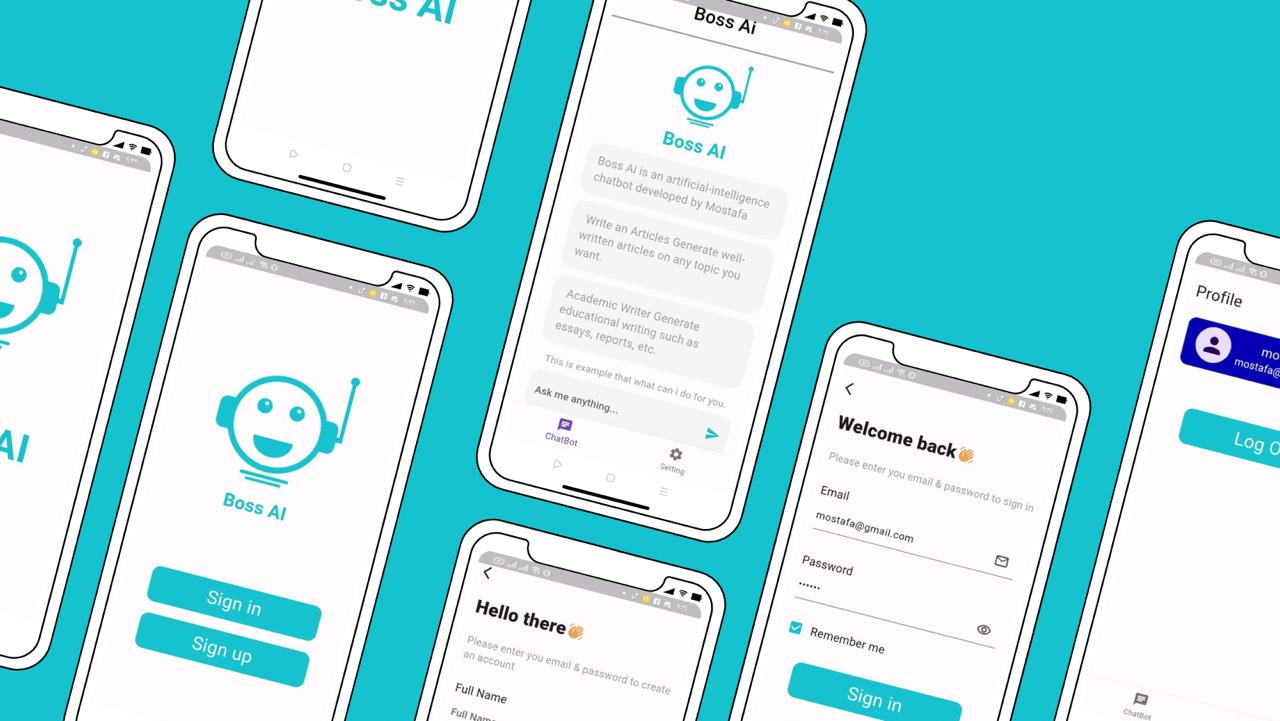 Boss AI
AI
Boss AI
Sign in
Sign up
Boss Ai
Boss AI
Boss Ai is an artificial-intelligence
chatbot developed by Mostafa
Write an Articles Generate well-
written articles on any topic you
want.
Academic Writer Generate
educational writing such as
essays, reports, etc.
This is example that what can i do for you.
Ask me anything...
ChatBot
Setting
Hello there👋
Please enter you email & password to create
an account
Full Name
Full Name
Welcome back👋
Please enter you email & password to sign in
Email
mostafa@gmail.com
Password
••••••
Remember me
Sign in
Profile
mo
mostafa@
Log O
ChatBot